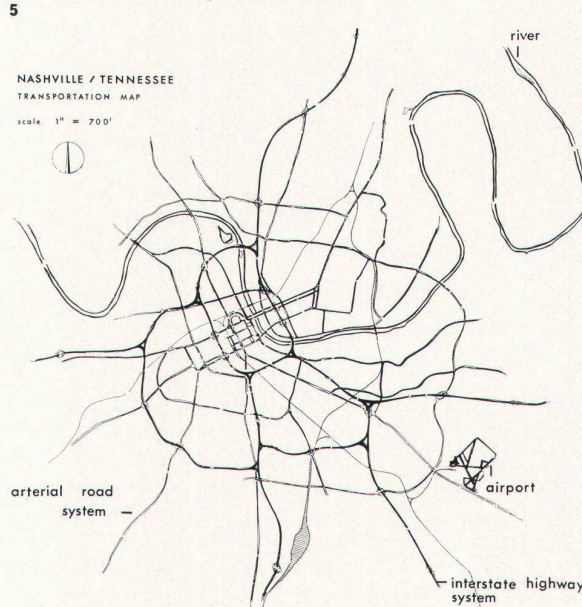 5
NASHVILLE / TENNESSEE
TRANSPORTATION MAP
scale 1" = 700'
river
airport
arterial road
system
interstate highway
system